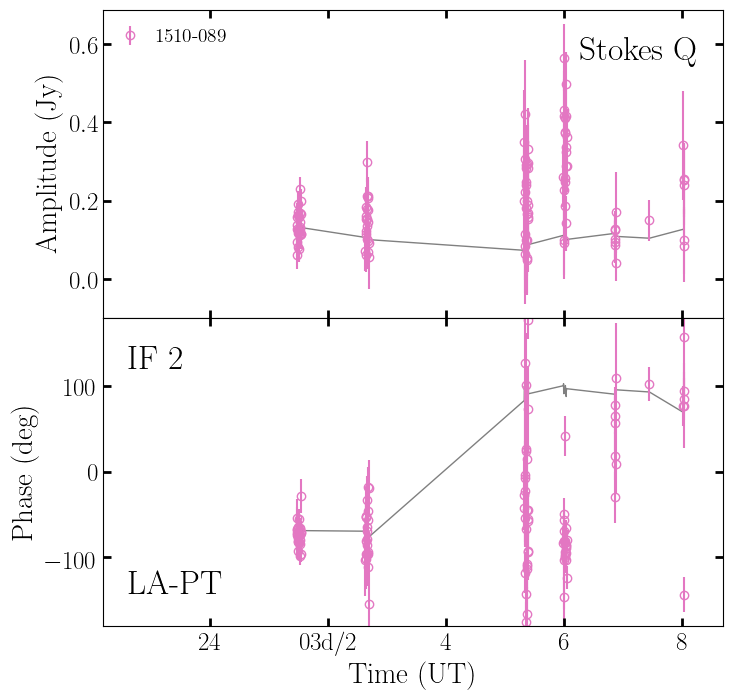 1510-089
Stokes Q
0.6
0.4
0.2
0.0
Amplitude (Jy)
IF 2
100
0
−100
Phase (deg)
LA-PT
24 03d/2 4 6 8
Time (UT)